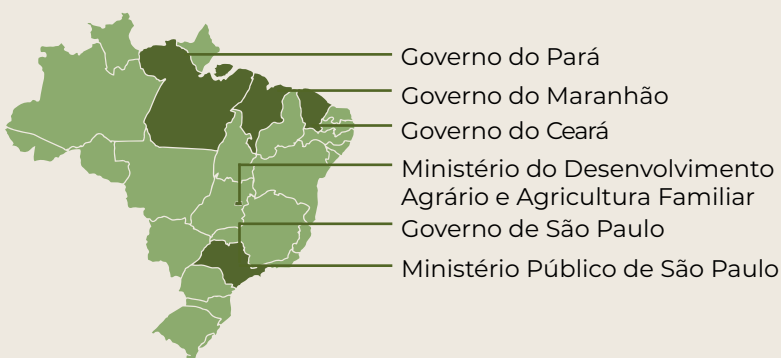 Governo do Pará
Governo do Maranhão
Governo do Ceará
Ministério do Desenvolvimento
Agrário e Agricultura Familiar
Governo de São Paulo
Ministério Público de São Paulo